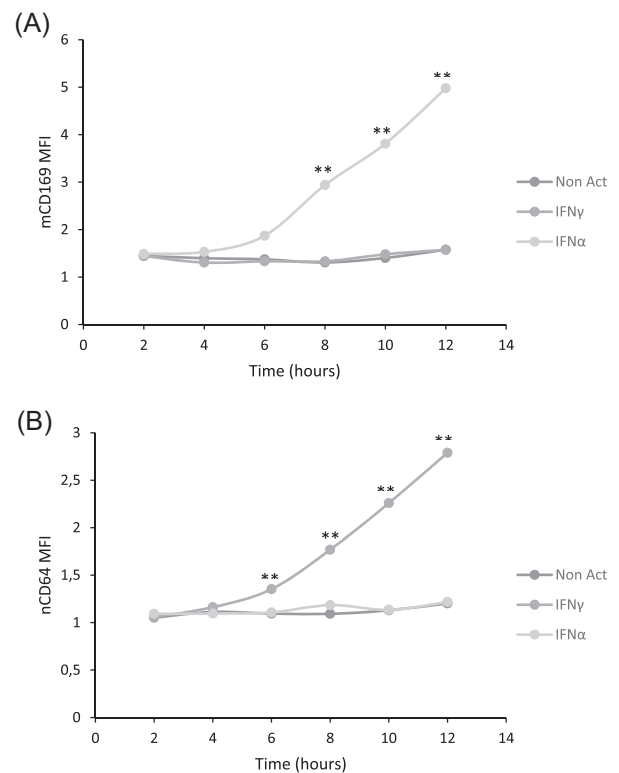 (A)
6
5
4
3
2
1
0
mCD169 MFI
**
**
**
0 2 4 6 8 10 12 14
Time (hours)
Non Act
IFNγ
IFNα
(B)
3
2,5
2
1,5
1
0,5
0
nCD64 MFI
**
**
**
**
0 2 4 6 8 10 12 14
Time (hours)
Non Act
IFNγ
IFNα